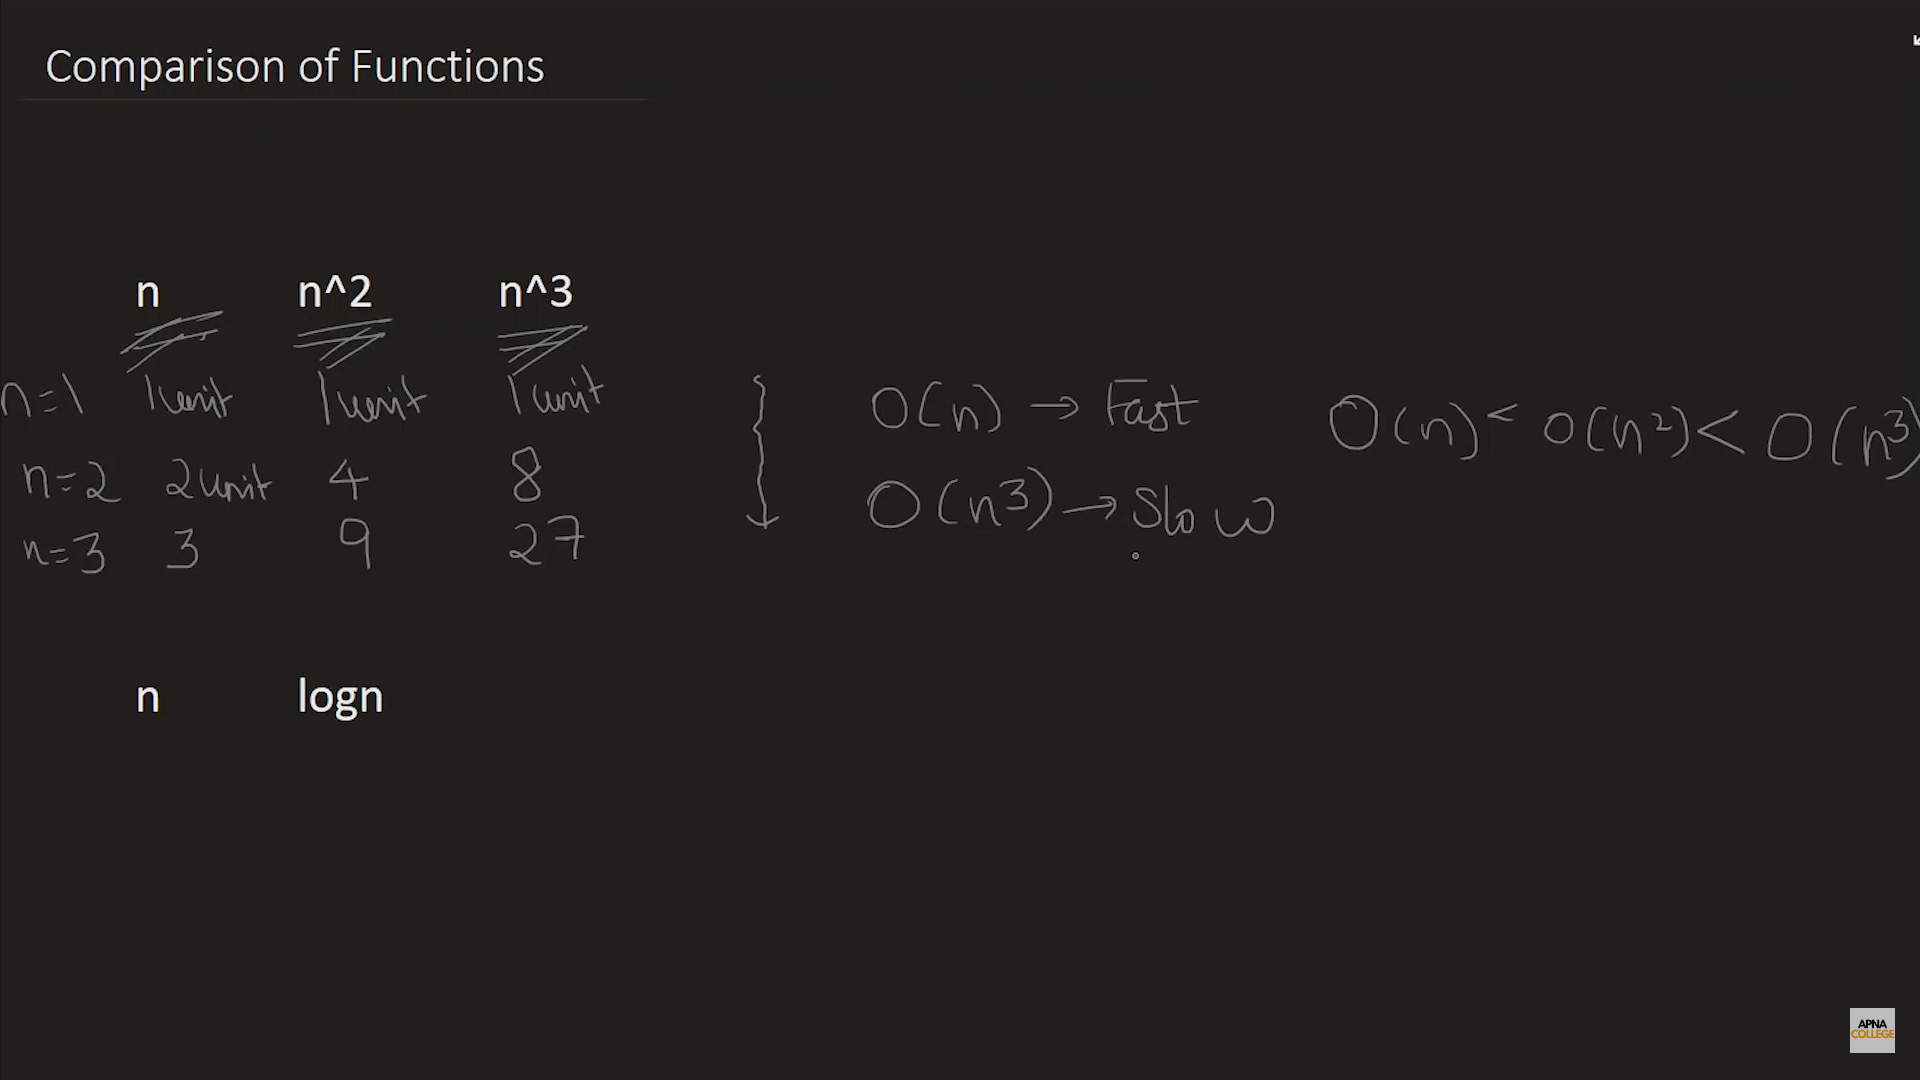 Comparison of Functions
n n^2 n^3
n=1 1unit 1unit 1unit
n=2 2unit 4 8
n=3 3 9 27
O(n) → Fast
O(n³) → Slow
O(n) < O(n²) < O(n³)
n logn
APNA
COLLEGE